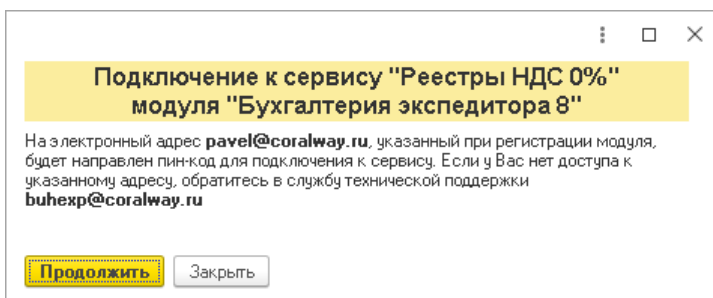 Подключение к сервису "Реестры НДС 0%"
модуля "Бухгалтерия экспедитора 8"
На электронный адрес pavel@coralway.ru, указанный при регистрации модуля,
будет направлен пин-код для подключения к сервису. Если у Вас нет доступа к
указанному адресу, обратитесь в службу технической поддержки
buhexp@coralway.ru
Продолжить Закрыть